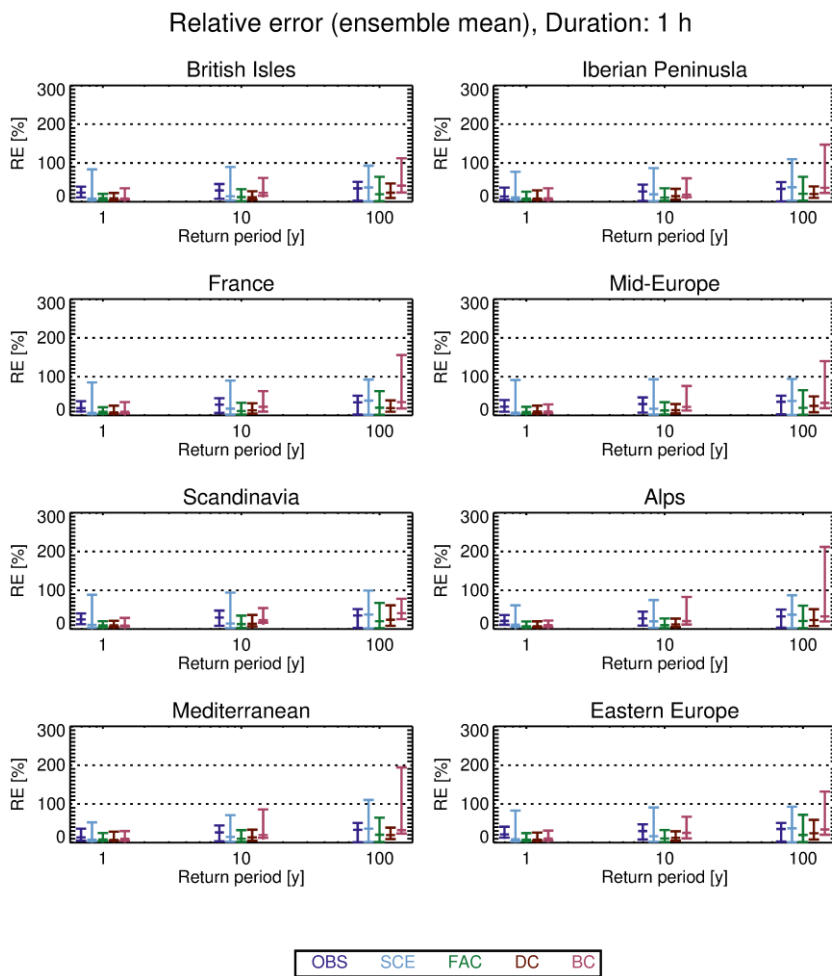 Relative error (ensemble mean), Duration: 1 h
British Isles
Iberian Peninusla
300
200
100
0
RE [%]
1
10
100
Return period [y]
300
200
100
0
RE [%]
1
10
100
Return period [y]
France
Mid-Europe
300
200
100
0
RE [%]
1
10
100
Return period [y]
300
200
100
0
RE [%]
1
10
100
Return period [y]
Scandinavia
Alps
300
200
100
0
RE [%]
1
10
100
Return period [y]
300
200
100
0
RE [%]
1
10
100
Return period [y]
Mediterranean
Eastern Europe
300
200
100
0
RE [%]
1
10
100
Return period [y]
300
200
100
0
RE [%]
1
10
100
Return period [y]
OBS SCE FAC DC BC